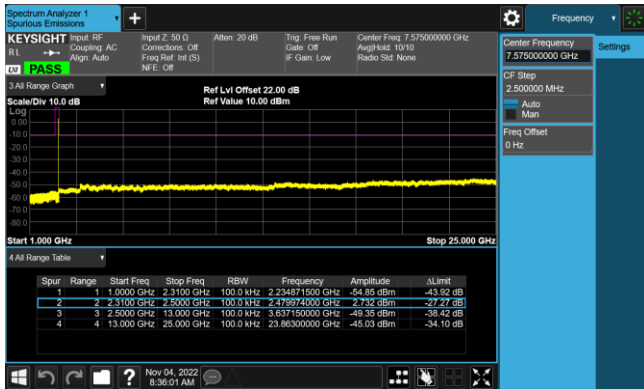 Spectrum Analyzer 1
Spurious Emissions
Frequency
KEYSIGHT
R L
Input: RF
Coupling: AC
Align: Auto
Input Z: 50 Ω
Corrections: Off
Freq Ref: Int (S)
NFE: Off
Atten: 20 dB
Trig: Free Run
Gate: Off
IF Gain: Low
Center Freq: 7.575000000 GHz
Avg|Hold: 10/10
Radio Std: None
LXI PASS
Center Frequency
7.575000000 GHz
Settings
CF Step
2.500000 MHz
Auto
Man
Freq Offset
0 Hz
3 All Range Graph
Scale/Div 10.0 dB
Ref Lvl Offset 22.00 dB
Ref Value 10.00 dBm
Log
0.00
-10.0
-20.0
-30.0
-40.0
-50.0
-60.0
-70.0
-80.0
Start 1.000 GHz
Stop 25.000 GHz
4 All Range Table
Spur Range Start Freq Stop Freq RBW Frequency Amplitude ΔLimit
1 1 1.0000 GHz 2.3100 GHz 100.0 kHz 2.234871500 GHz -54.85 dBm -43.92 dB
2 2 2.3100 GHz 2.5000 GHz 100.0 kHz 2.479974000 GHz 2.732 dBm -27.27 dB
3 3 2.5000 GHz 13.000 GHz 100.0 kHz 3.637150000 GHz -49.35 dBm -38.42 dB
4 4 13.000 GHz 25.000 GHz 100.0 kHz 23.86300000 GHz -45.03 dBm -34.10 dB
Nov 04, 2022
8:36:01 AM